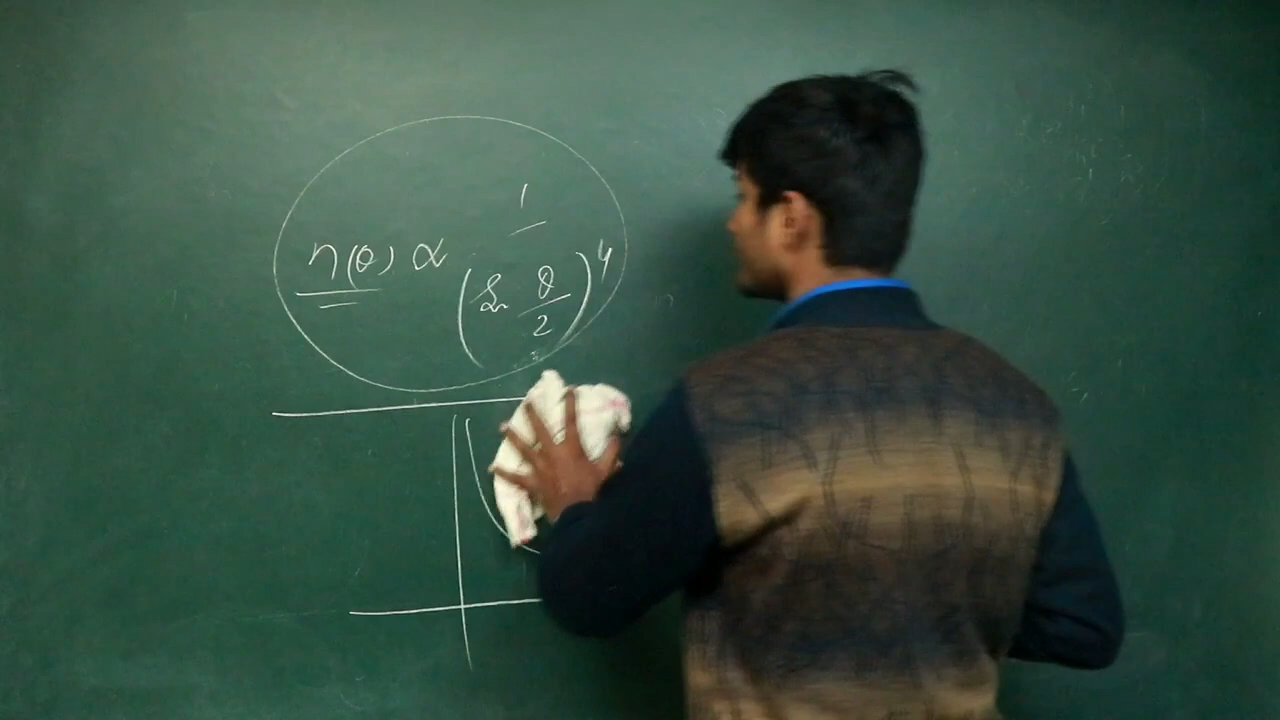 η(θ) ∝ 1 / (sin θ/2)^4